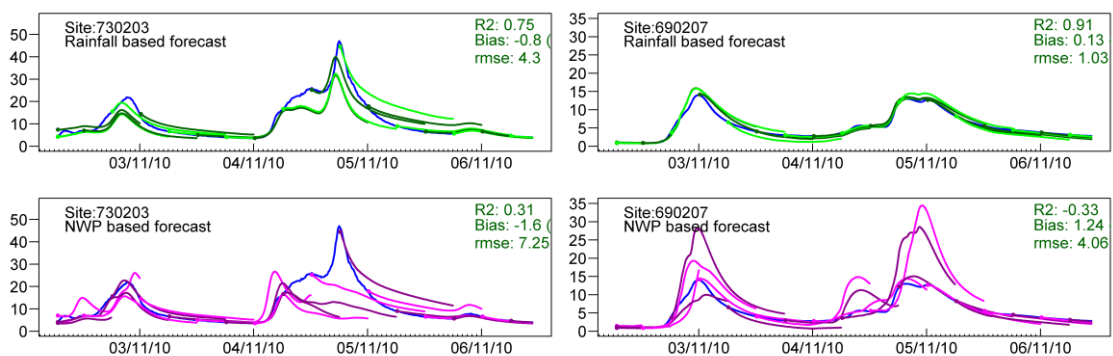 Site:730203
Rainfall based forecast
R2: 0.75
Bias: -0.8 (
rmse: 4.3
50
40
30
20
10
0
03/11/10 04/11/10 05/11/10 06/11/10
Site:690207
Rainfall based forecast
R2: 0.91
Bias: 0.13
rmse: 1.03
35
30
25
20
15
10
5
0
03/11/10 04/11/10 05/11/10 06/11/10
Site:730203
NWP based forecast
R2: 0.31
Bias: -1.6 (
rmse: 7.25
50
40
30
20
10
0
03/11/10 04/11/10 05/11/10 06/11/10
Site:690207
NWP based forecast
R2: -0.33
Bias: 1.24
rmse: 4.06
35
30
25
20
15
10
5
0
03/11/10 04/11/10 05/11/10 06/11/10